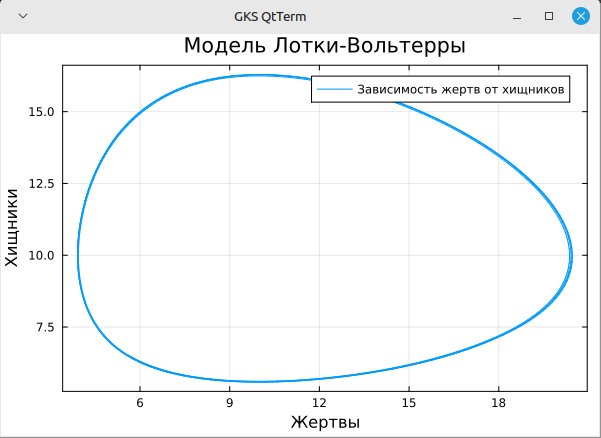 GKS QtTerm
Модель Лотки-Вольтерры
Зависимость жертв от хищников
15.0
12.5
10.0
7.5
Хищники
6 9 12 15 18
Жертвы